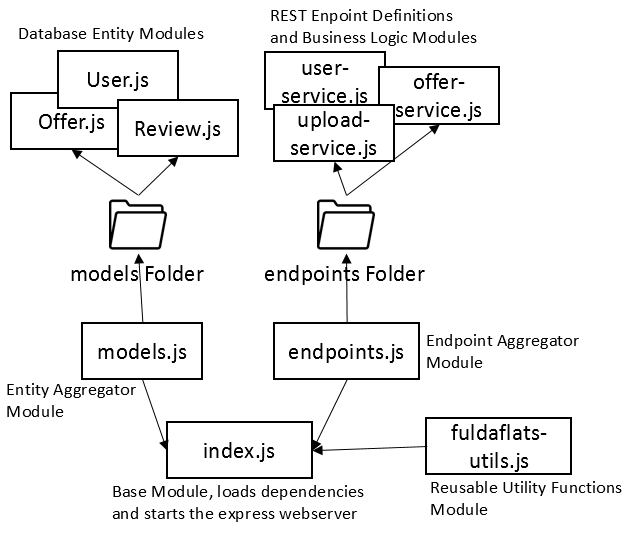 Database Entity Modules
REST Enpoint Definitions
and Business Logic Modules
User.js
Offer.js
Review.js
user-
service.js
offer-
service.js
upload-
service.js
models Folder
endpoints Folder
models.js
endpoints.js
Endpoint Aggregator
Module
Entity Aggregator
Module
index.js
fuldaflats-
utils.js
Base Module, loads dependencies
and starts the express webserver
Reusable Utility Functions
Module